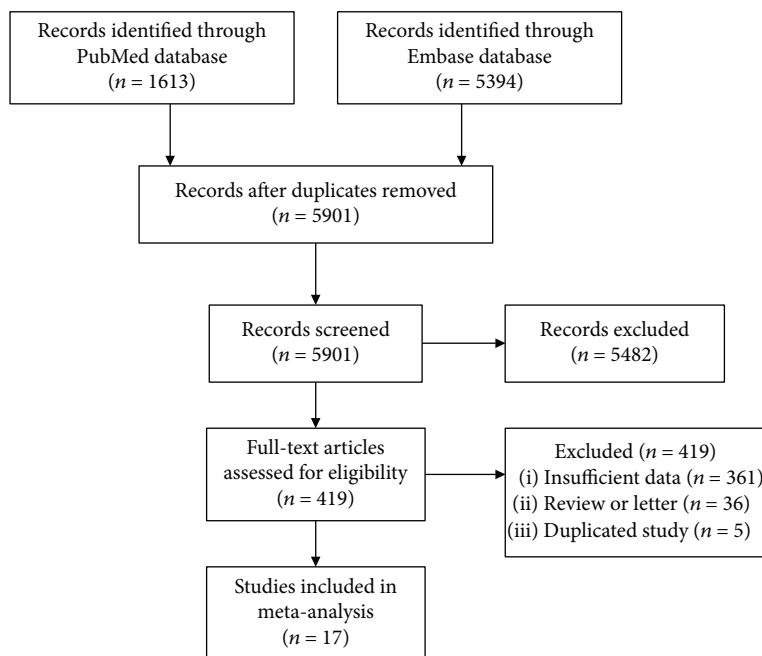 Records identified through
PubMed database
(n = 1613)
Records identified through
Embase database
(n = 5394)
Records after duplicates removed
(n = 5901)
Records screened
(n = 5901)
Records excluded
(n = 5482)
Full-text articles
assessed for eligibility
(n = 419)
Excluded (n = 419)
(i) Insufficient data (n = 361)
(ii) Review or letter (n = 36)
(iii) Duplicated study (n = 5)
Studies included in
meta-analysis
(n = 17)